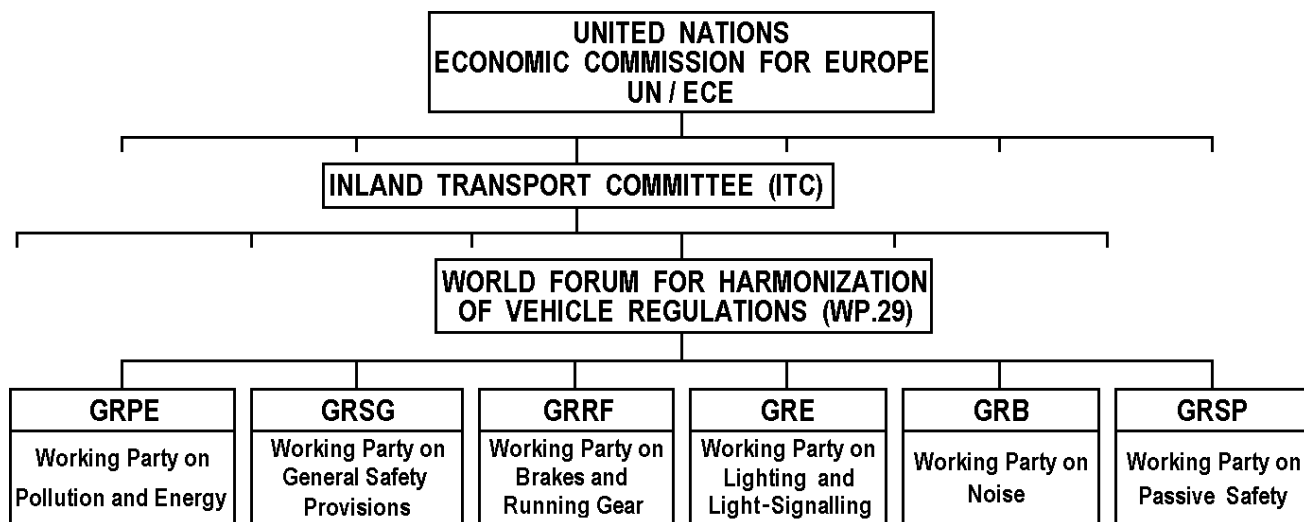 UNITED NATIONS
ECONOMIC COMMISSION FOR EUROPE
UN / ECE
INLAND TRANSPORT COMMITTEE (ITC)
WORLD FORUM FOR HARMONIZATION
OF VEHICLE REGULATIONS (WP.29)
GRPE
Working Party on
Pollution and Energy
GRSG
Working Party on
General Safety
Provisions
GRRF
Working Party on
Brakes and
Running Gear
GRE
Working Party on
Lighting and
Light-Signalling
GRB
Working Party on
Noise
GRSP
Working Party on
Passive Safety